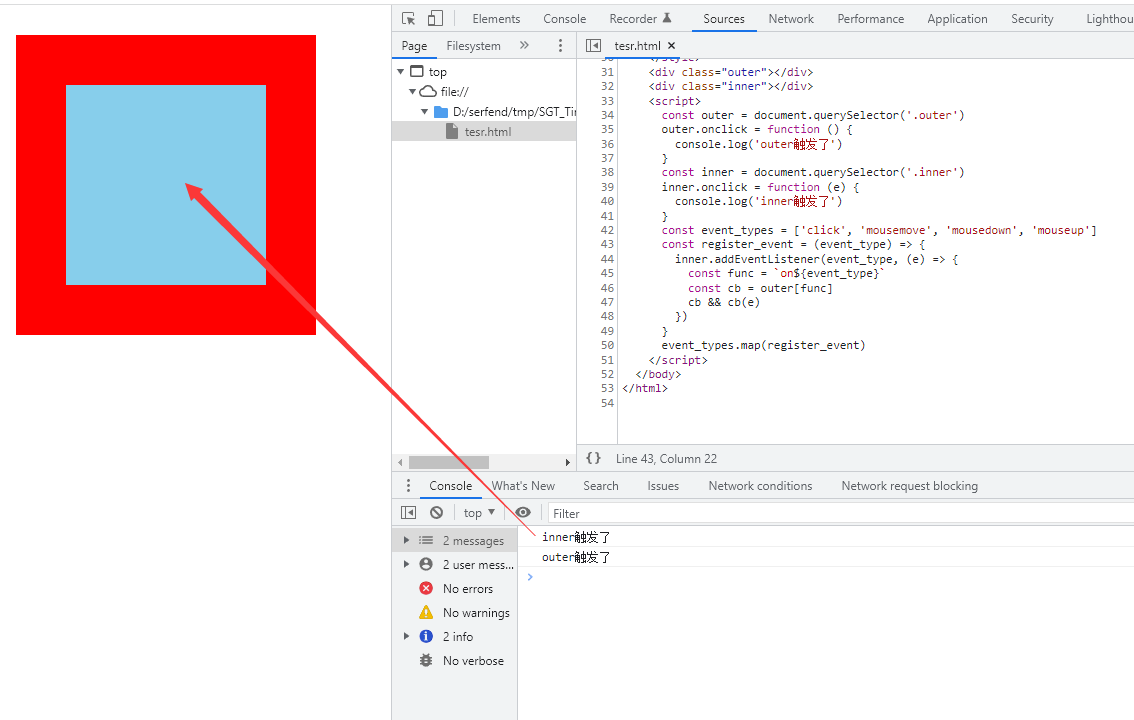 Elements Console Recorder Sources Network Performance Application Security Lighthou
Page Filesystem » tesr.html ×
top
file://
D:/serfend/tmp/SGT_Tir
tesr.html
30 </style>
31 <div class="outer"></div>
32 <div class="inner"></div>
33 <script>
34 const outer = document.querySelector('.outer')
35 outer.onclick = function () {
36 console.log('outer触发了')
37 }
38 const inner = document.querySelector('.inner')
39 inner.onclick = function (e) {
40 console.log('inner触发了')
41 }
42 const event_types = ['click', 'mousemove', 'mousedown', 'mouseup']
43 const register_event = (event_type) => {
44 inner.addEventListener(event_type, (e) => {
45 const func = `on${event_type}`
46 const cb = outer[func]
47 cb && cb(e)
48 })
49 }
50 event_types.map(register_event)
51 </script>
52 </body>
53 </html>
54
{} Line 43, Column 22
Console What's New Search Issues Network conditions Network request blocking
top ▼ Filter
2 messages
2 user mess...
No errors
No warnings
2 info
No verbose
inner触发了
outer触发了